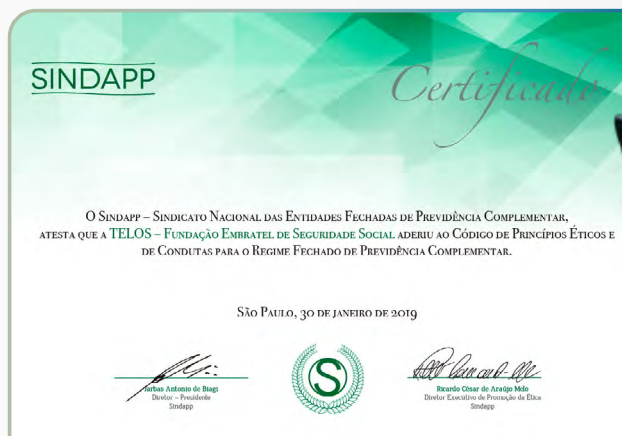 SINDAPP
Certificado
O Sindapp – Sindicato Nacional das Entidades Fechadas de Previdência Complementar,
atesta que a TELOS – Fundação Embratel de Seguridade Social aderiu ao Código de Princípios Éticos e
de Condutas para o Regime Fechado de Previdência Complementar.
São Paulo, 30 de janeiro de 2019
Jarbas Antonio de Biagi
Diretor – Presidente
Sindapp
S
Ricardo César de Araújo Melo
Diretor Executivo de Promoção da Ética
Sindapp